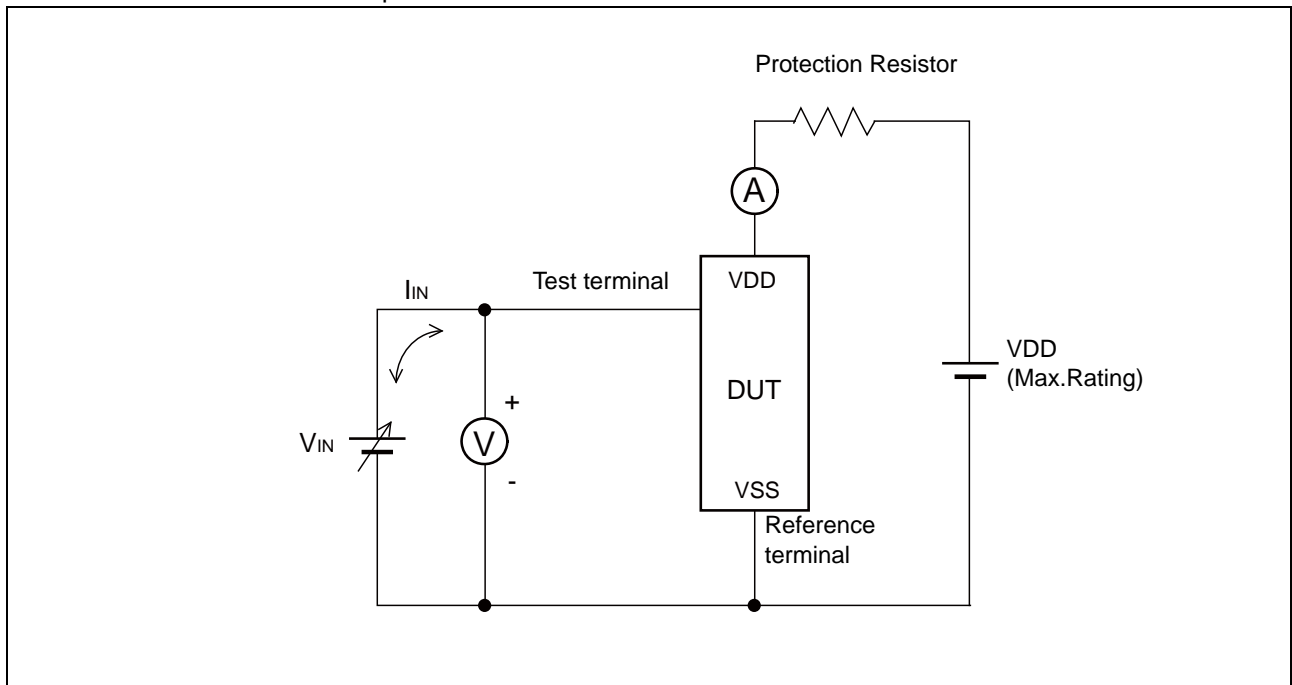 Protection Resistor
A
Test terminal
VDD
IIN
VDD
(Max.Rating)
DUT
+
VIN
V
-
VSS
Reference
terminal